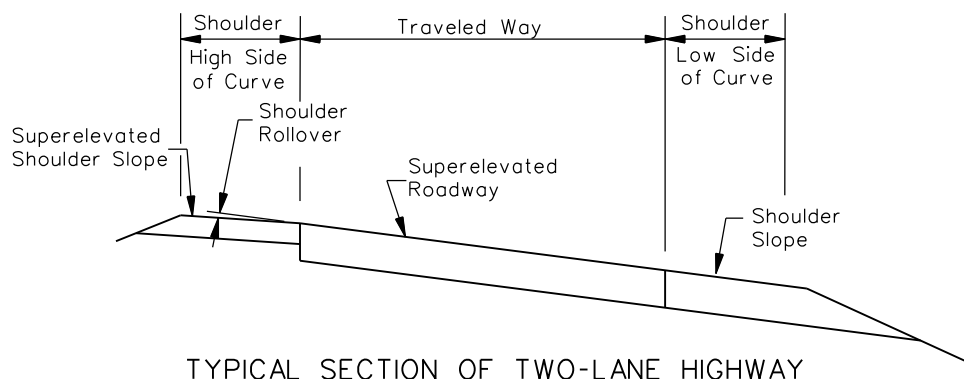 Shoulder
Traveled Way
Shoulder
High Side
of Curve
Low Side
of Curve
Shoulder
Rollover
Superelevated
Shoulder Slope
Superelevated
Roadway
Shoulder
Slope
TYPICAL SECTION OF TWO-LANE HIGHWAY